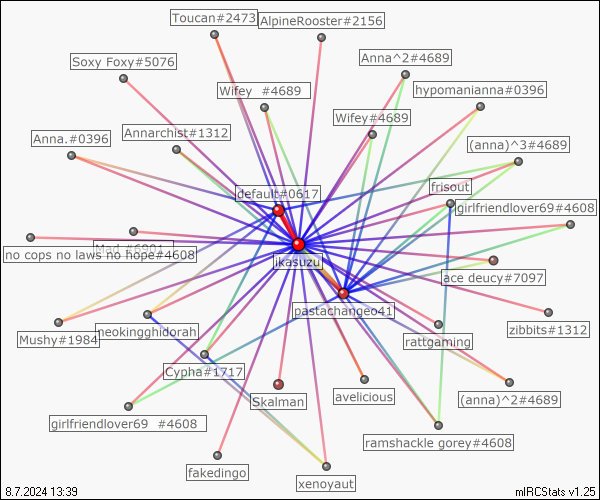 Toucan#2473
AlpineRooster#2156
Anna^2#4689
Soxy Foxy#5076
hypomanianna#0396
Wifey  #4689
Wifey#4689
Annarchist#1312
Anna.#0396
(anna)^3#4689
frisout
default#0617
girlfriendlover69#4608
Mad #6904
no cops no laws no hope#4608
ikasuzu
ace deucy#7097
pastachangeo41
zibbits#1312
neokingghidorah
Mushy#1984
rattgaming
Cypha#1717
avelicious
(anna)^2#4689
Skalman
girlfriendlover69  #4608
ramshackle gorey#4608
fakedingo
xenoyaut
8.7.2024 13:39
mIRCStats v1.25